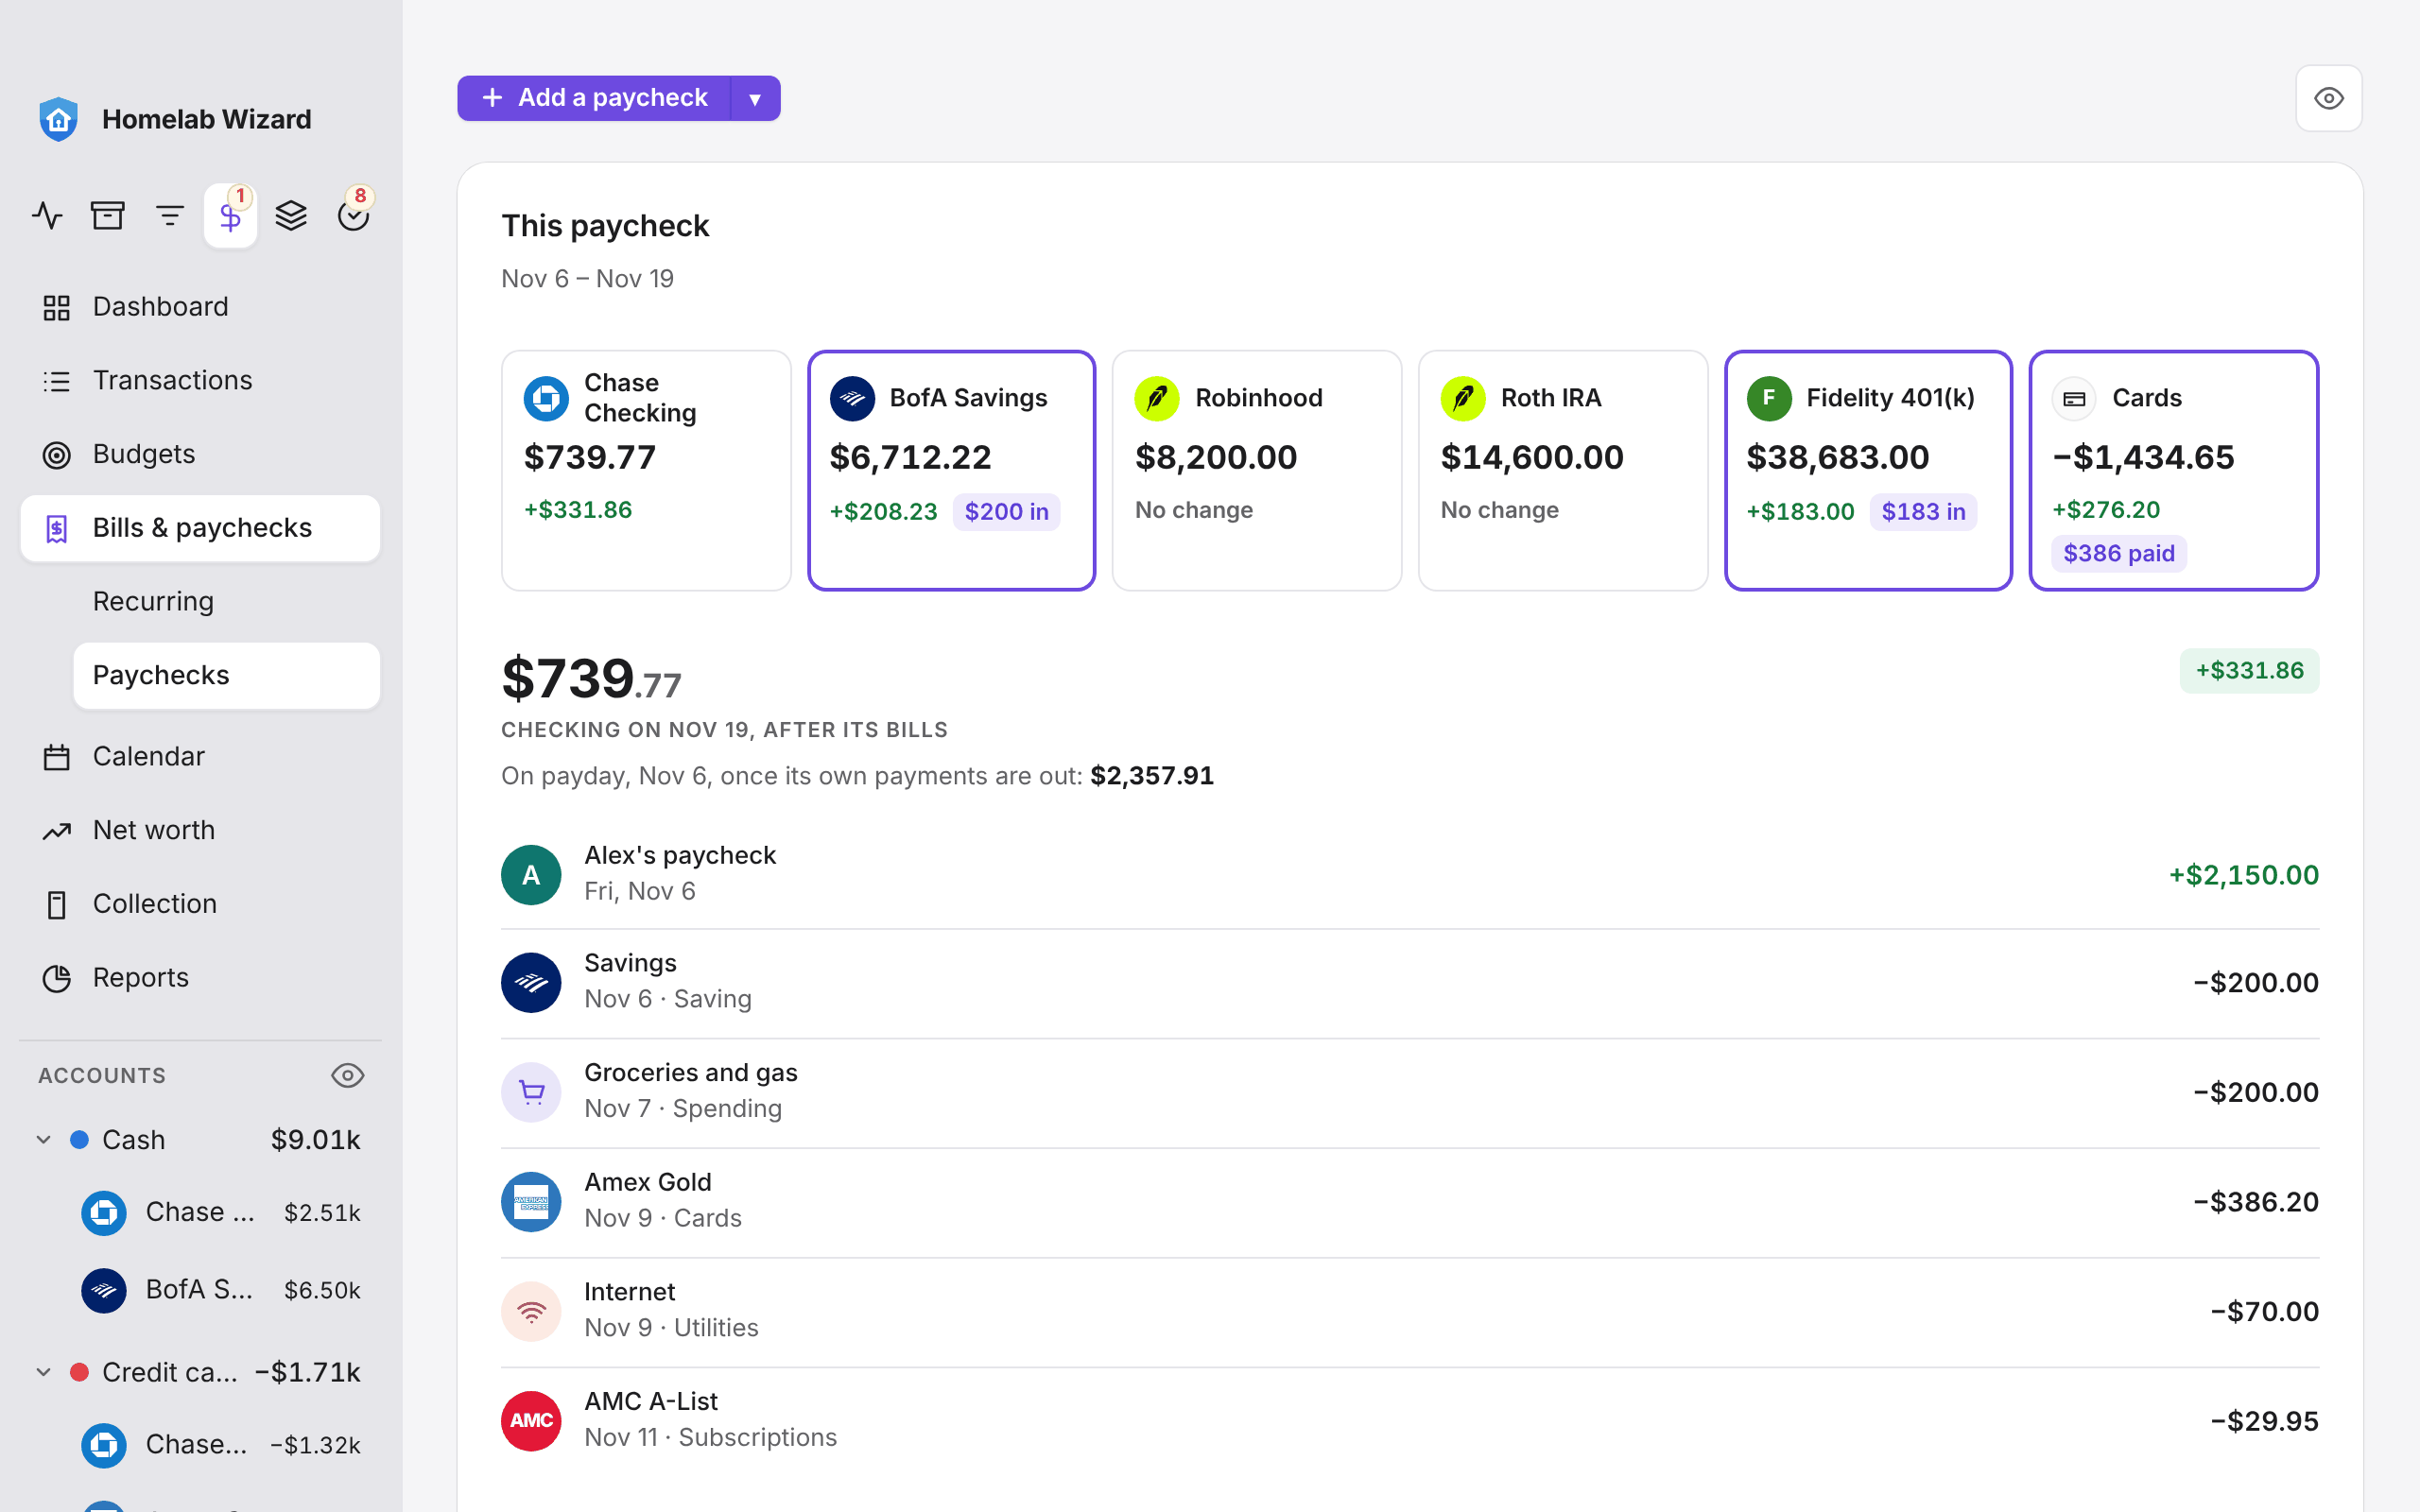 Homelab Wizard
1
8
Dashboard
Transactions
Budgets
Bills & paychecks
Recurring
Paychecks
Calendar
Net worth
Collection
Reports
ACCOUNTS
Cash $9.01k
Chase ... $2.51k
BofA S... $6.50k
Credit ca... −$1.71k
Chase... −$1.32k
+ Add a paycheck ▼
This paycheck
Nov 6 – Nov 19
Chase
Checking
$739.77
+$331.86
BofA Savings
$6,712.22
+$208.23 $200 in
Robinhood
$8,200.00
No change
Roth IRA
$14,600.00
No change
F Fidelity 401(k)
$38,683.00
+$183.00 $183 in
Cards
−$1,434.65
+$276.20
$386 paid
$739.77
+$331.86
CHECKING ON NOV 19, AFTER ITS BILLS
On payday, Nov 6, once its own payments are out: $2,357.91
A
Alex's paycheck
Fri, Nov 6
+$2,150.00
Savings
Nov 6 · Saving
−$200.00
Groceries and gas
Nov 7 · Spending
−$200.00
AMERICAN
EXPRESS
Amex Gold
Nov 9 · Cards
−$386.20
Internet
Nov 9 · Utilities
−$70.00
AMC
AMC A-List
Nov 11 · Subscriptions
−$29.95